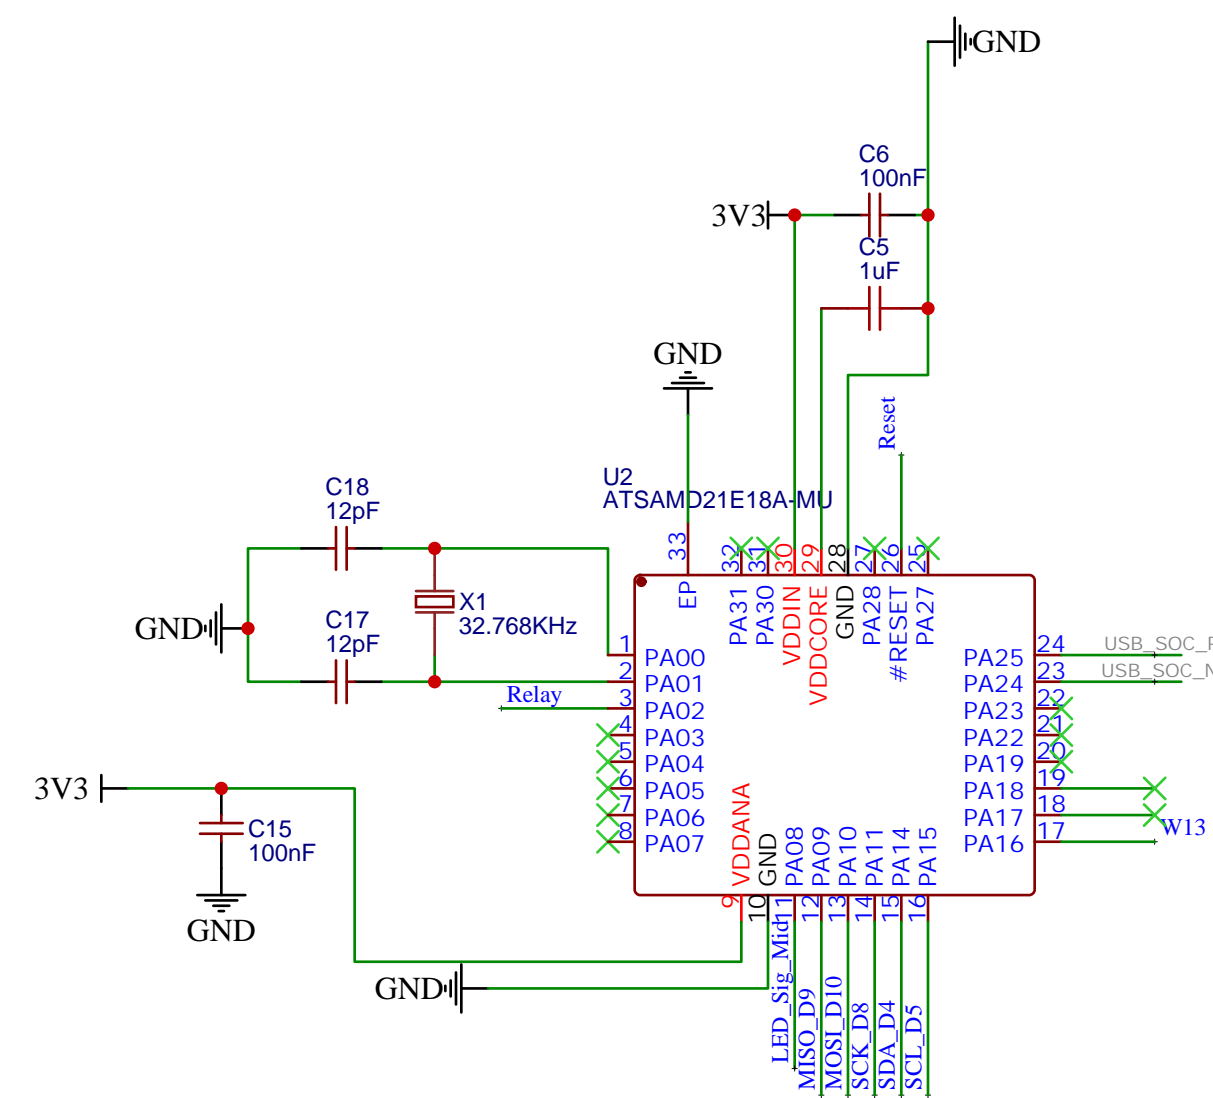 GND
C6
100nF
3V3
C5
1uF
GND
Reset
U2
ATSAMD21E18A-MU
C18
12pF
33
32
31
30
29
28
27
26
25
EP
PA31
PA30
VDDIN
VDDCORE
GND
PA28
#RESET
PA27
X1
32.768KHz
C17
12pF
GND
1
PA00
2
PA01
Relay
3
PA02
4
PA03
5
PA04
6
PA05
7
PA06
8
PA07
24
PA25
USB_SOC_P
23
PA24
USB_SOC_N
22
PA23
21
PA22
20
PA19
19
PA18
18
PA17
17
PA16
W13
3V3
C15
100nF
GND
VDDANA
GND
PA08
PA09
PA10
PA11
PA14
PA15
9
10
11
12
13
14
15
16
GND
LED_Sig_Mid
MISO_D9
MOSI_D10
SCK_D8
SDA_D4
SCL_D5